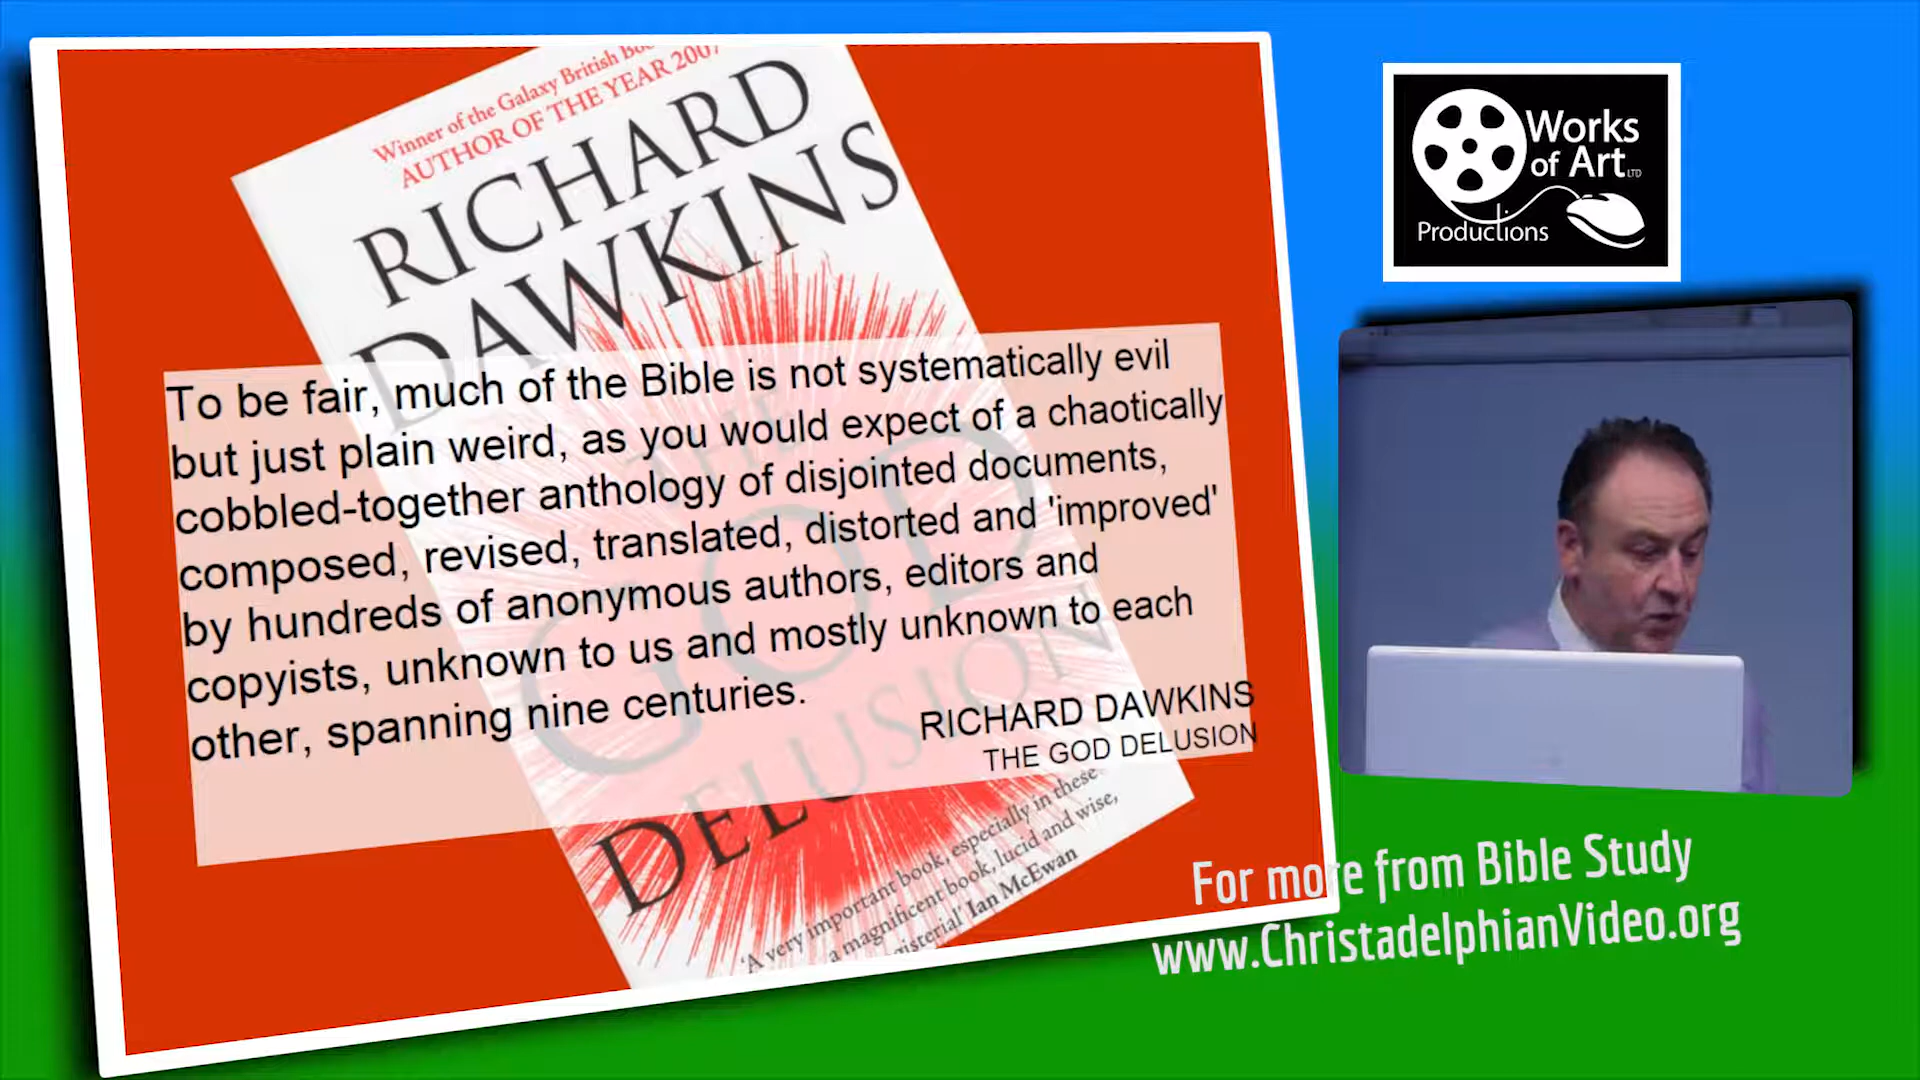 Winner of the Galaxy British
AUTHOR OF THE YEAR 2007
RICHARD
DAWKINS
THE
GOD
DELUSION
To be fair, much of the Bible is not systematically evil
but just plain weird, as you would expect of a chaotically
cobbled-together anthology of disjointed documents,
composed, revised, translated, distorted and 'improved'
by hundreds of anonymous authors, editors and
copyists, unknown to us and mostly unknown to each
other, spanning nine centuries.
RICHARD DAWKINS
THE GOD DELUSION
'A very important book, especially in these
a magnificent book, lucid and wise,
Ian McEwan
Works
of Art LTD
Productions
For more from Bible Study
www.ChristadelphianVideo.org